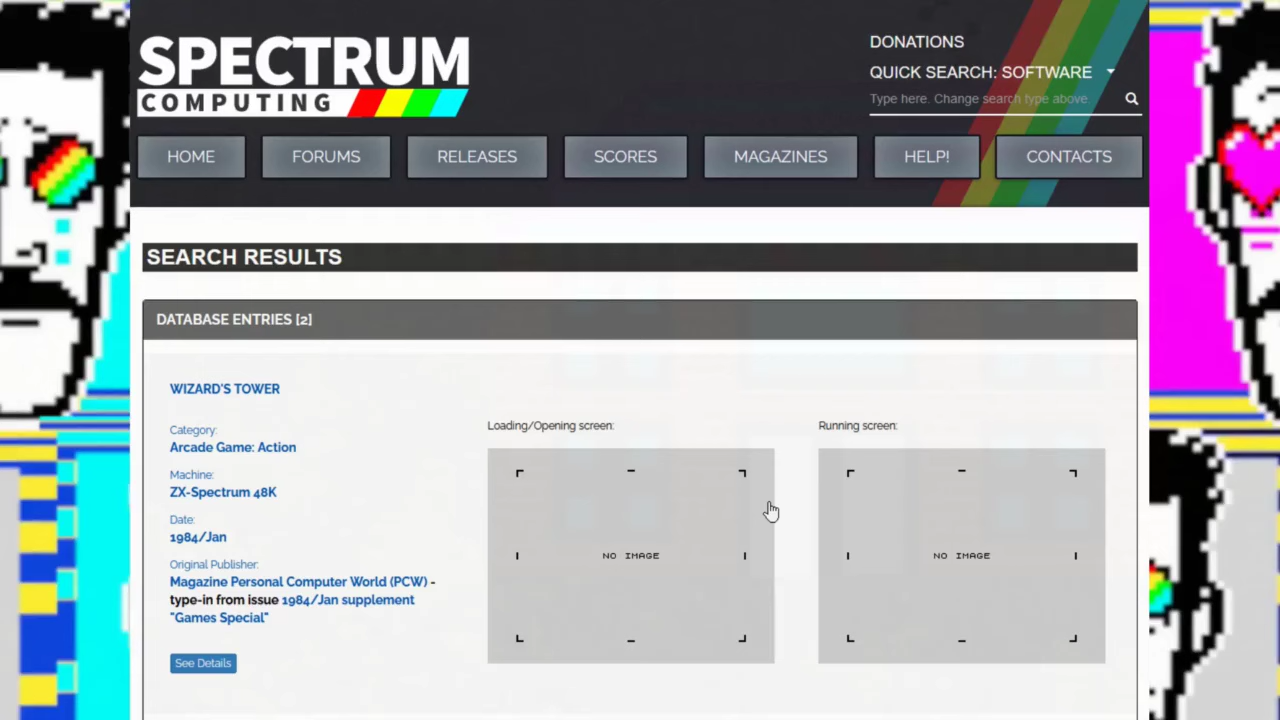 SPECTRUM
COMPUTING
DONATIONS
QUICK SEARCH: SOFTWARE
Type here. Change search type above.
HOME
FORUMS
RELEASES
SCORES
MAGAZINES
HELP!
CONTACTS
SEARCH RESULTS
DATABASE ENTRIES [2]
WIZARD'S TOWER
Category:
Arcade Game: Action
Machine:
ZX-Spectrum 48K
Date:
1984/Jan
Original Publisher:
Magazine Personal Computer World (PCW) -
type-in from issue 1984/Jan supplement
"Games Special"
See Details
Loading/Opening screen:
NO IMAGE
Running screen:
NO IMAGE